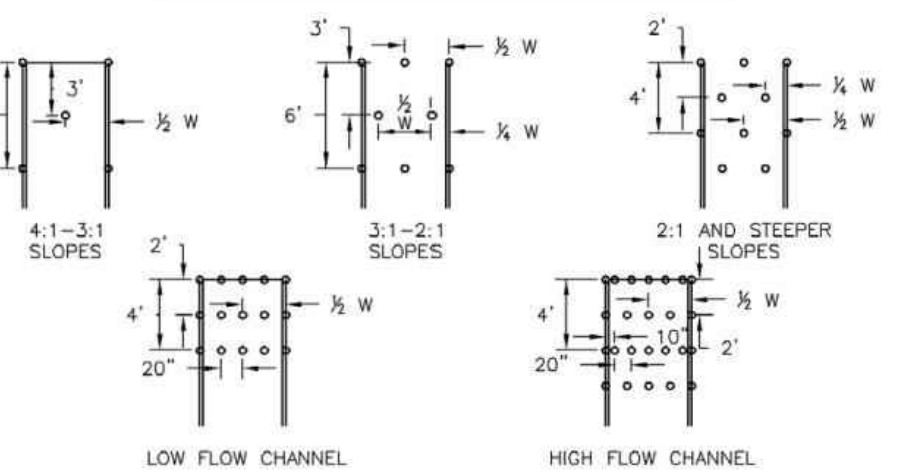 3'
½ W
4:1-3:1
SLOPES
3'
½ W
6'
½
W
¼ W
3:1-2:1
SLOPES
2'
4'
¼ W
½ W
2:1 AND STEEPER
SLOPES
2'
4'
½ W
20"
LOW FLOW CHANNEL
4'
½ W
10"
20"
2'
HIGH FLOW CHANNEL